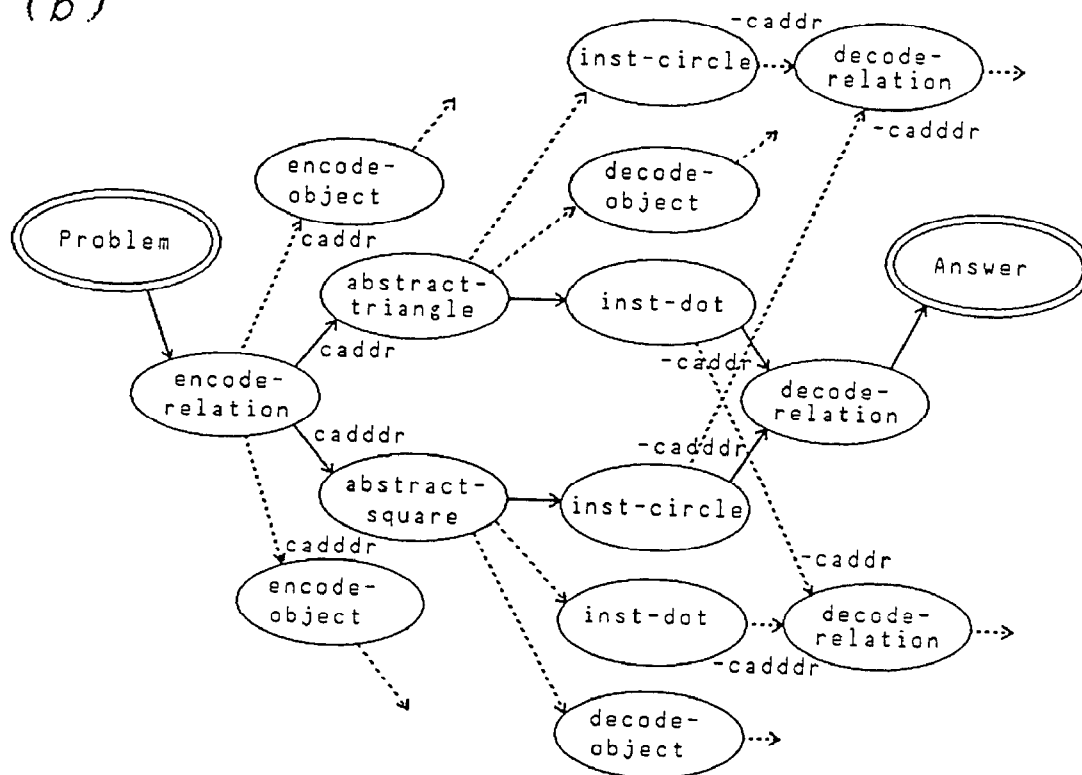 (b)
-caddr
inst-circle
decode-
relation
-cadddr
encode-
object
decode-
object
Problem
caddr
Answer
abstract-
triangle
inst-dot
caddr
-caddr
encode-
relation
decode-
relation
cadddr
-cadddr
abstract-
square
inst-circle
cadddr
-caddr
encode-
object
inst-dot
decode-
relation
-cadddr
decode-
object